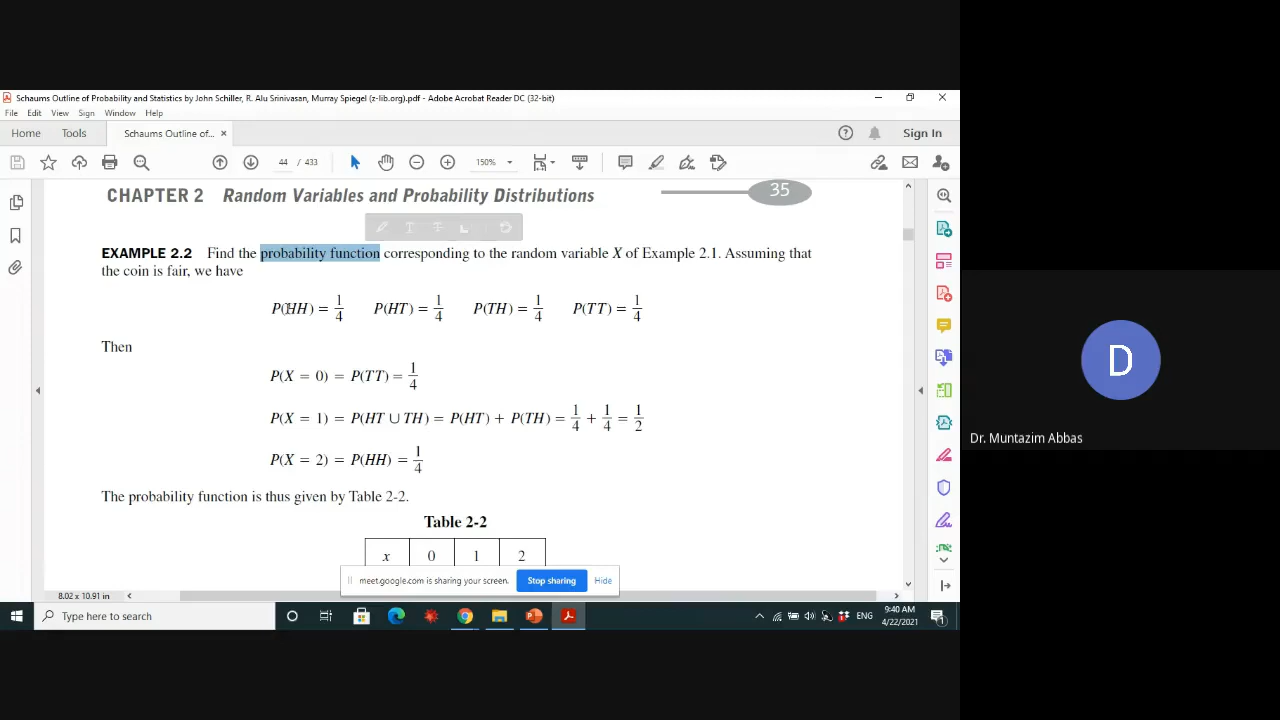 Schaums Outline of Probability and Statistics by John Schiller, R. Alu Srinivasan, Murray Spiegel (z-lib.org).pdf - Adobe Acrobat Reader DC (32-bit)
File Edit View Sign Window Help
Home Tools Schaums Outline of... × Sign In
44 / 433 150%
CHAPTER 2 Random Variables and Probability Distributions 35
EXAMPLE 2.2 Find the probability function corresponding to the random variable X of Example 2.1. Assuming that
the coin is fair, we have
P(HH) = 1/4 P(HT) = 1/4 P(TH) = 1/4 P(TT) = 1/4
Then
P(X = 0) = P(TT) = 1/4
P(X = 1) = P(HT ∪ TH) = P(HT) + P(TH) = 1/4 + 1/4 = 1/2
P(X = 2) = P(HH) = 1/4
The probability function is thus given by Table 2-2.
Table 2-2
x 0 1 2
meet.google.com is sharing your screen. Stop sharing Hide
8.02 x 10.91 in
Type here to search
ENG
9:40 AM
4/22/2021
1
D
Dr. Muntazim Abbas